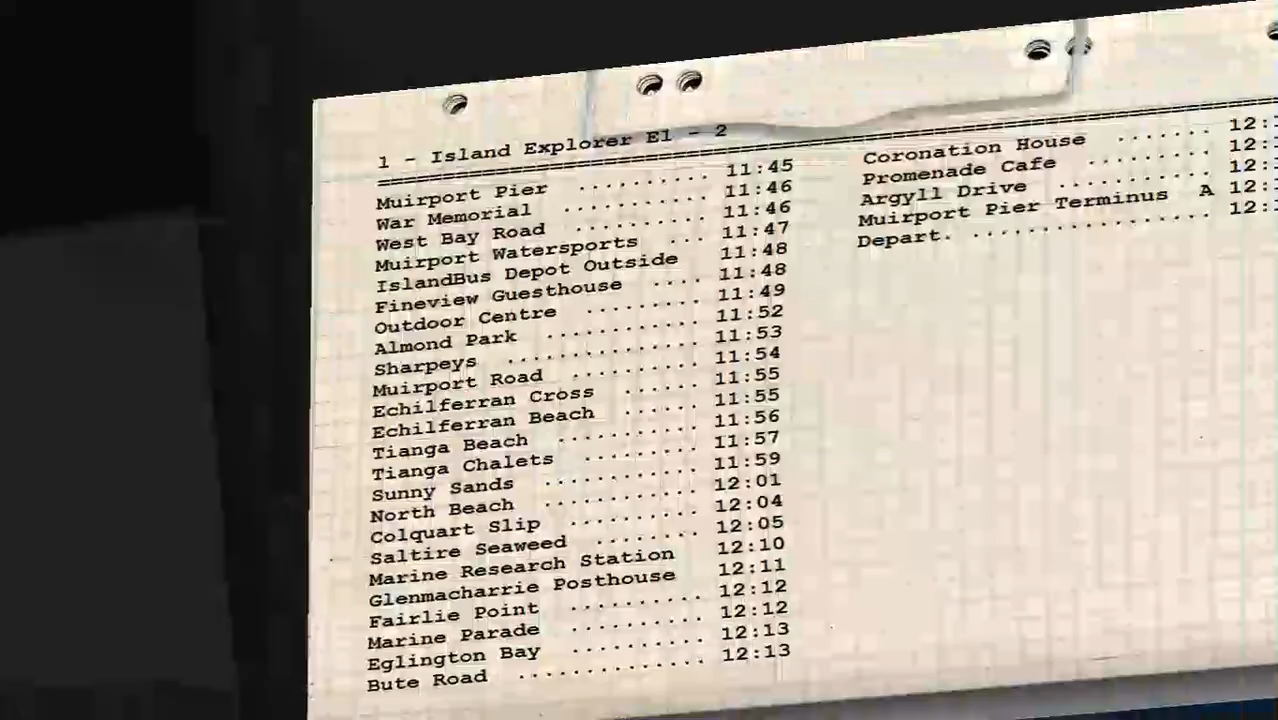 1 - Island Explorer E1 - 2
Muirport Pier .......... 11:45
War Memorial ........... 11:46
West Bay Road .......... 11:46
Muirport Watersports ... 11:47
IslandBus Depot Outside 11:48
Fineview Guesthouse .... 11:48
Outdoor Centre ......... 11:49
Almond Park ............ 11:52
Sharpeys ............... 11:53
Muirport Road .......... 11:54
Echilferran Cross ...... 11:55
Echilferran Beach ...... 11:55
Tianga Beach ........... 11:56
Tianga Chalets ......... 11:57
Sunny Sands ............ 11:59
North Beach ............ 12:01
Colquart Slip .......... 12:04
Saltire Seaweed ........ 12:05
Marine Research Station 12:10
Glenmacharrie Posthouse 12:11
Fairlie Point .......... 12:12
Marine Parade .......... 12:12
Eglington Bay .......... 12:13
Bute Road .............. 12:13
Coronation House ....... 12:
Promenade Cafe ......... 12:
Argyll Drive ........... 12:
Muirport Pier Terminus A 12:
Depart. ................ 12: